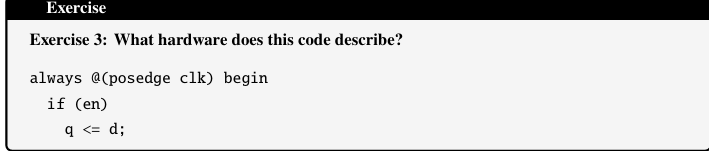 Exercise
Exercise 3: What hardware does this code describe?
always @(posedge clk) begin
  if (en)
    q <= d;